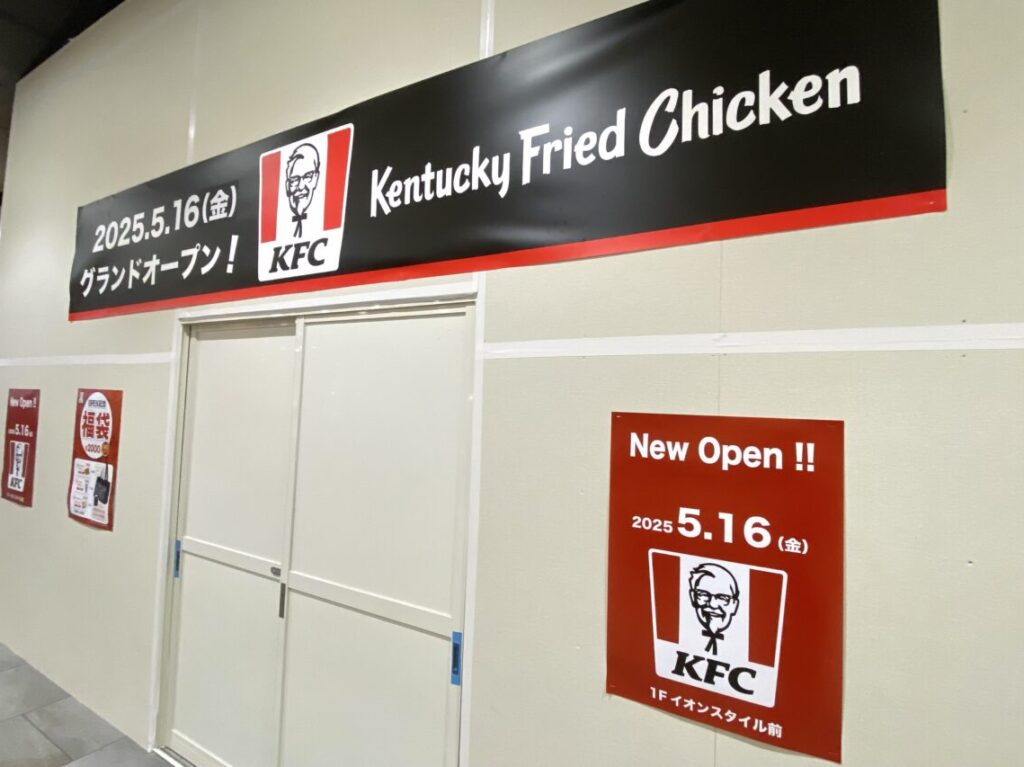 2025.5.16(金)
グランドオープン!
KFC
Kentucky Fried Chicken
New Open !!
5.16
KFC
福袋
¥2000
New Open !!
2025 5.16 (金)
KFC
1F イオンスタイル前